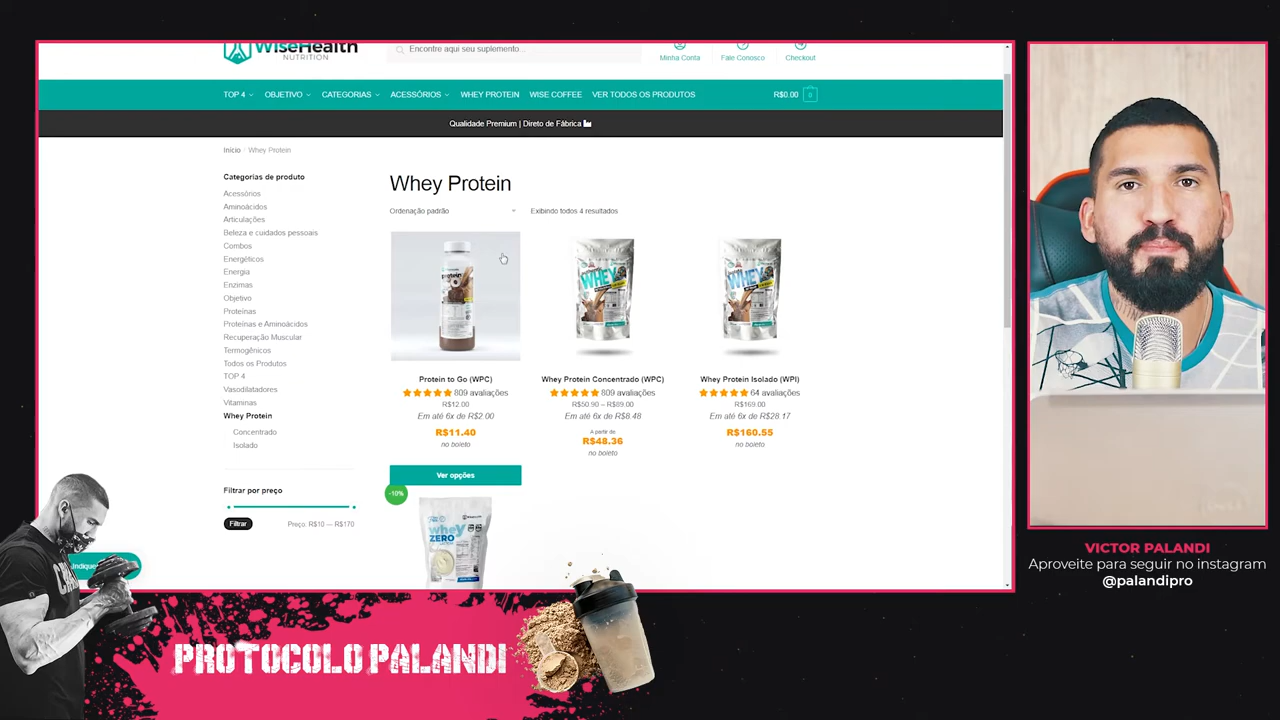 WiseHealth
NUTRITION
Encontre aqui seu suplemento ..
Minha Conta
Fale Conosco
Checkout
TOP 4
OBJETIVO
CATEGORIAS
ACESSÓRIOS
WHEY PROTEIN
WISE COFFEE
VER TODOS OS PRODUTOS
R$0.00
0
Qualidade Premium | Direto de Fábrica
Início / Whey Protein
Categorias de produto
Acessórios
Aminoácidos
Articulações
Beleza e cuidados pessoais
Combos
Energéticos
Energia
Enzimas
Objetivo
Proteínas
Proteínas e Aminoácidos
Recuperação Muscular
Termogênicos
Todos os Produtos
TOP 4
Vasodilatadores
Vitaminas
Whey Protein
Concentrado
Isolado
Filtrar por preço
Filtrar
Preço: R$10 — R$170
Whey Protein
Ordenação padrão
Exibindo todos 4 resultados
Protein to Go (WPC)
809 avaliações
R$12.00
Em até 6x de R$2.00
R$11.40
no boleto
Ver opções
WHEY
Whey Protein Concentrado (WPC)
809 avaliações
R$50.90 – R$89.00
Em até 6x de R$8.48
A partir de
R$48.36
no boleto
WHEY
Whey Protein Isolado (WPI)
64 avaliações
R$169.00
Em até 6x de R$28.17
R$160.55
no boleto
-10%
whey
ZERO
Indique
PROTOCOLO PALANDI
VICTOR PALANDI
Aproveite para seguir no instagram
@palandipro